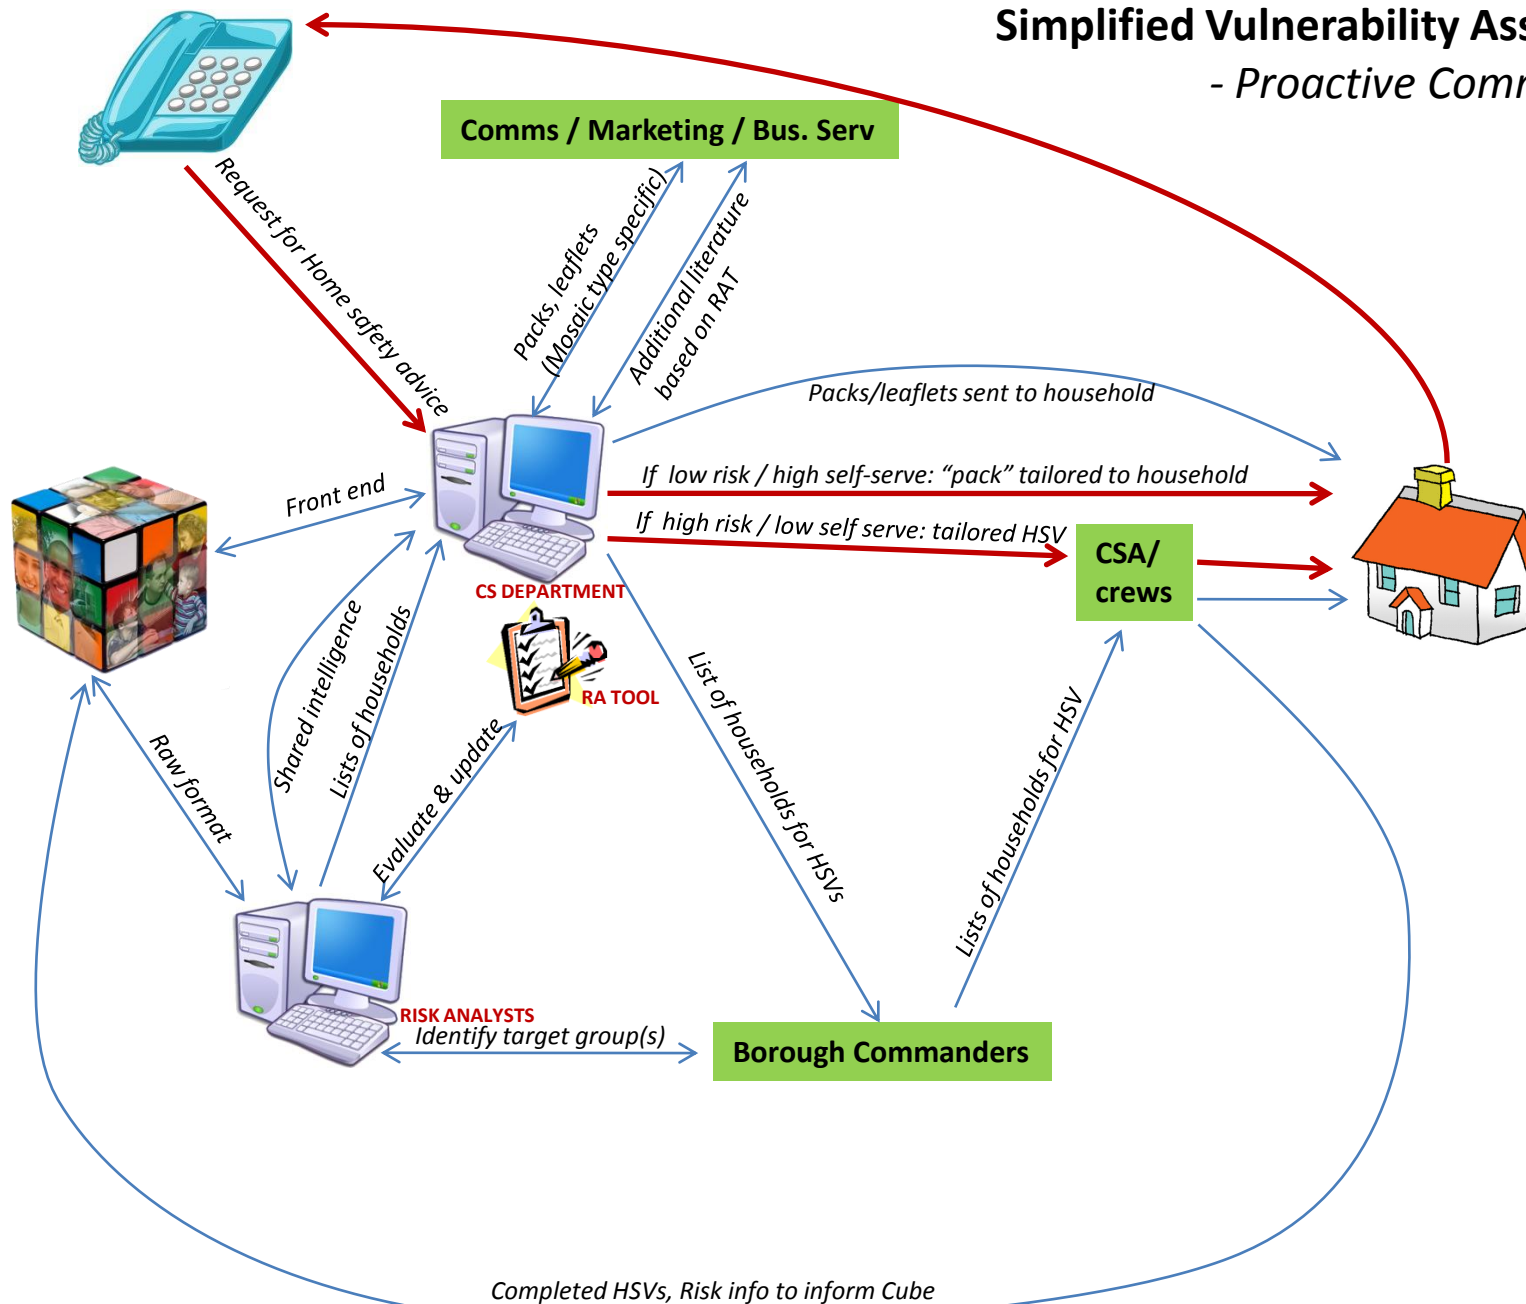 Simplified Vulnerability
- Proactive
Comms / Marketing / Bus. Serv
Request for Home safety advice
Packs, leaflets
(Mosaic type specific)
Additional literature
based on RAT
Packs/leaflets sent to household
If  low risk / high self-serve: “pack” tailored to household
Front end
If high risk / low self serve: tailored HSV
CSA/
crews
CS DEPARTMENT
RA TOOL
Shared intelligence
Lists of households
Evaluate & update
Raw format
List of households for HSVs
Lists of households for HSV
RISK ANALYSTS
Identify target group(s)
Borough Commanders
Completed HSVs, Risk info to inform Cube